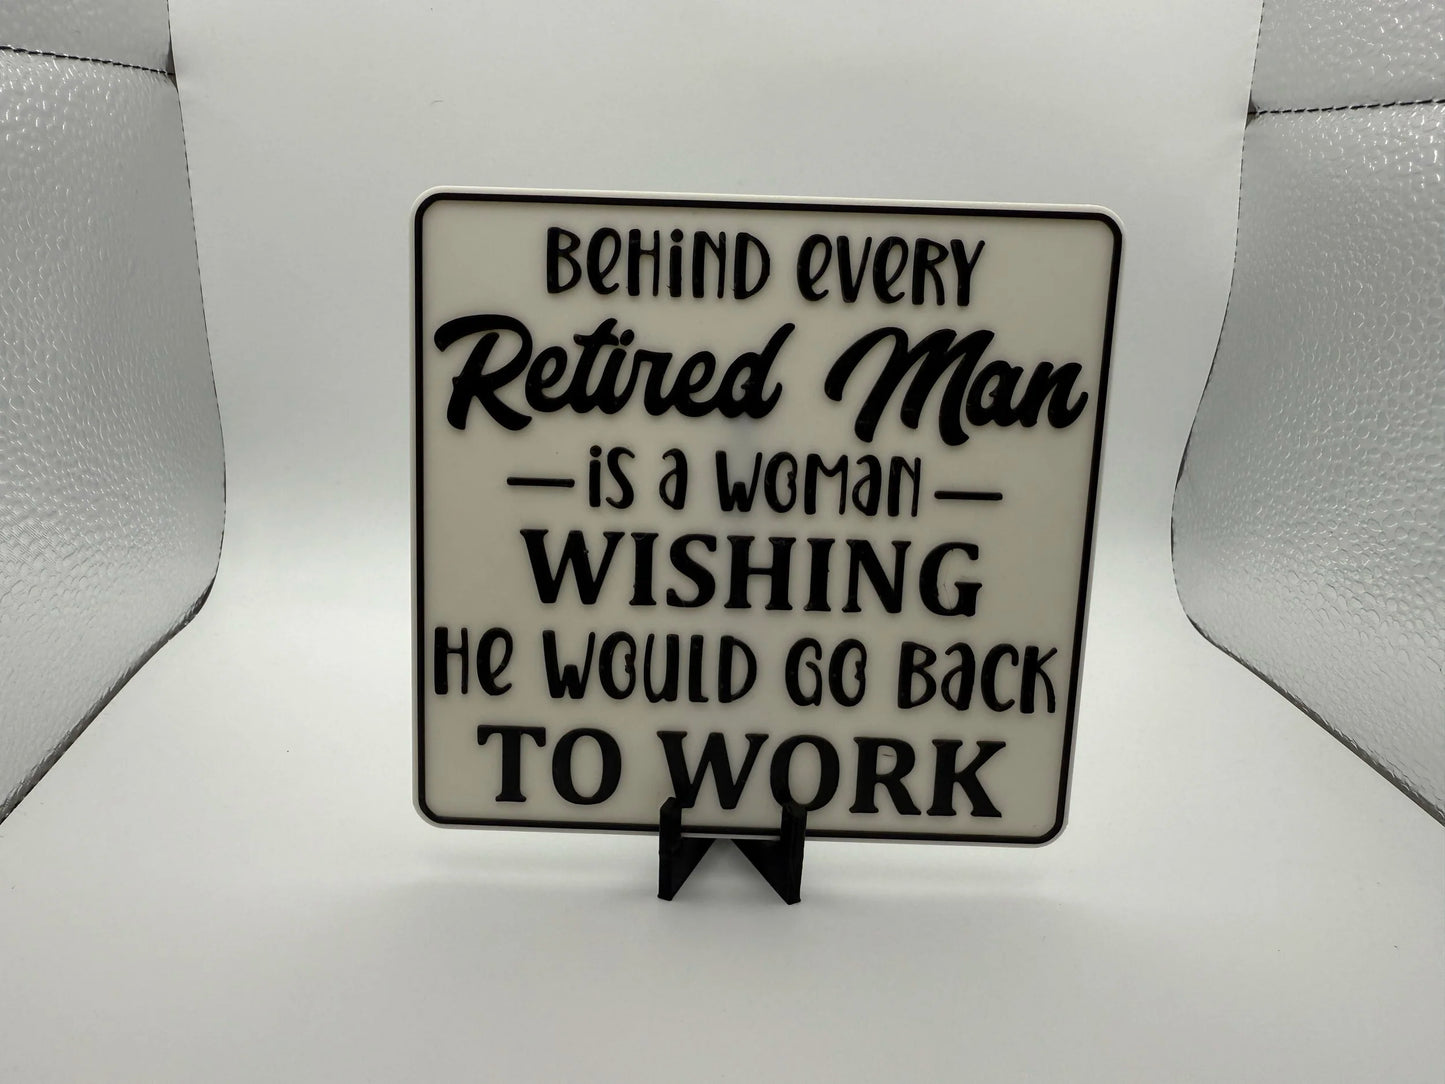 BeHiND eVeRY
Retired Man
—iS a WOMaN—
WISHING
He WOULD GO BaCK
TO WORK